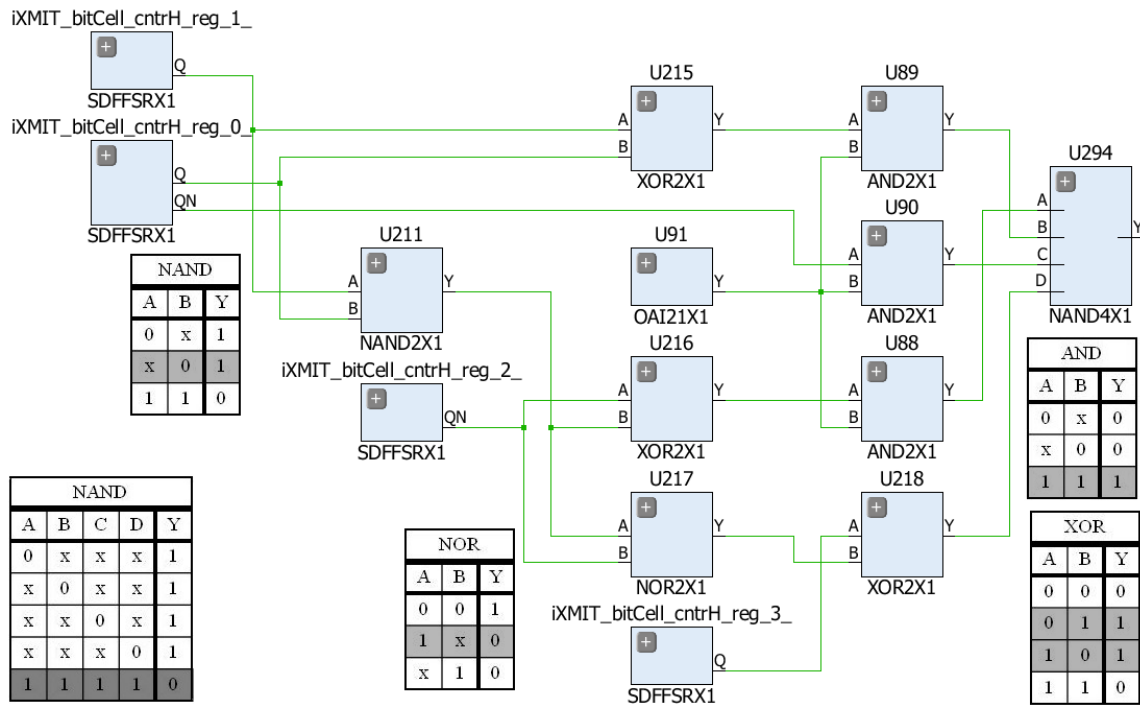 iXMIT_bitCell_cntrH_reg_1_
Q
SDFFSRX1
iXMIT_bitCell_cntrH_reg_0_
Q
QN
SDFFSRX1
U215
A
B
Y
XOR2X1
U89
A
B
Y
AND2X1
U294
A
B
C
D
Y
NAND4X1
U90
A
B
Y
AND2X1
U91
Y
OAI21X1
U211
A
B
Y
NAND2X1
NAND
A B Y
0 x 1
x 0 1
1 1 0
iXMIT_bitCell_cntrH_reg_2_
QN
SDFFSRX1
U216
A
B
Y
XOR2X1
U88
A
B
Y
AND2X1
AND
A B Y
0 x 0
x 0 0
1 1 1
NAND
A B C D Y
0 x x x 1
x 0 x x 1
x x 0 x 1
x x x 0 1
1 1 1 1 0
NOR
A B Y
0 0 1
1 x 0
x 1 0
U217
A
B
Y
NOR2X1
U218
A
B
Y
XOR2X1
XOR
A B Y
0 0 0
0 1 1
1 0 1
1 1 0
iXMIT_bitCell_cntrH_reg_3_
Q
SDFFSRX1